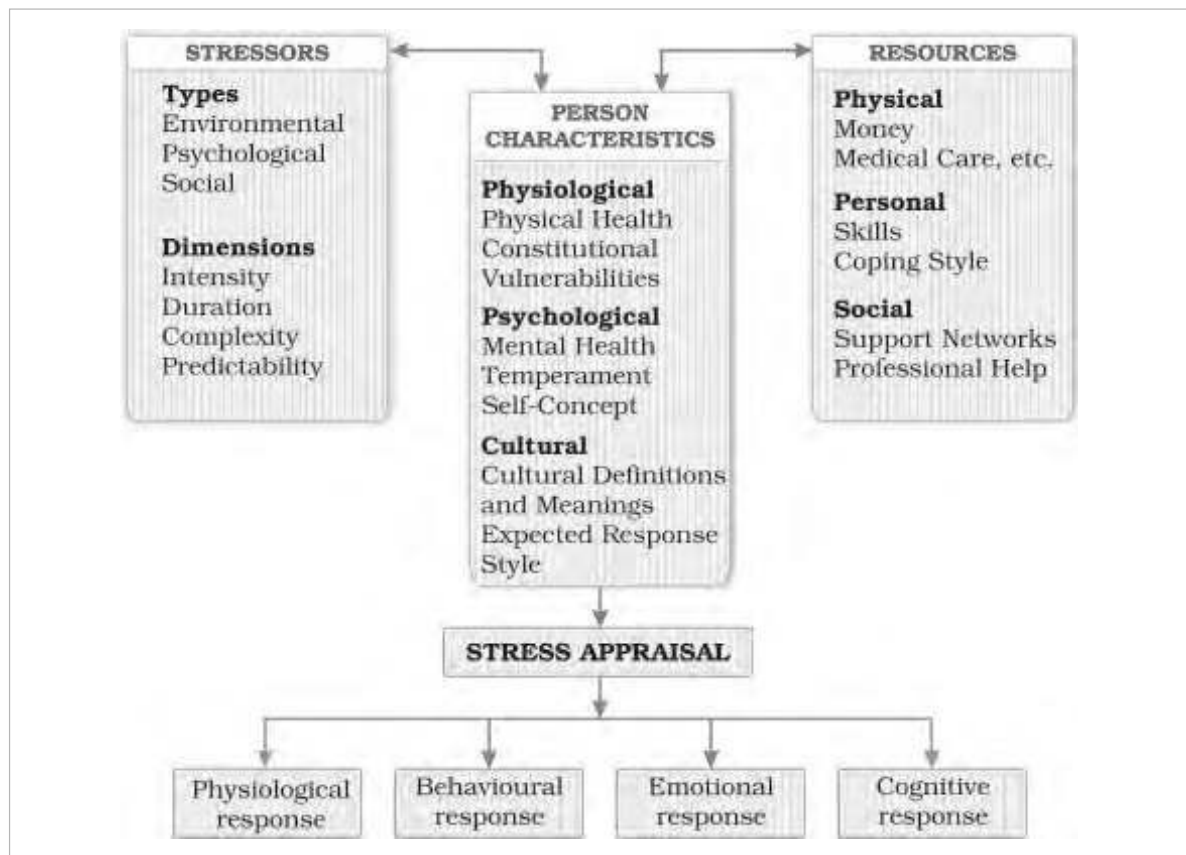 STRESSORS
Types
Environmental
Psychological
Social
Dimensions
Intensity
Duration
Complexity
Predictability
PERSON
CHARACTERISTICS
Physiological
Physical Health
Constitutional
Vulnerabilities
Psychological
Mental Health
Temperament
Self-Concept
Cultural
Cultural Definitions
and Meanings
Expected Response
Style
RESOURCES
Physical
Money
Medical Care, etc.
Personal
Skills
Coping Style
Social
Support Networks
Professional Help
STRESS APPRAISAL
Physiological
response
Behavioural
response
Emotional
response
Cognitive
response